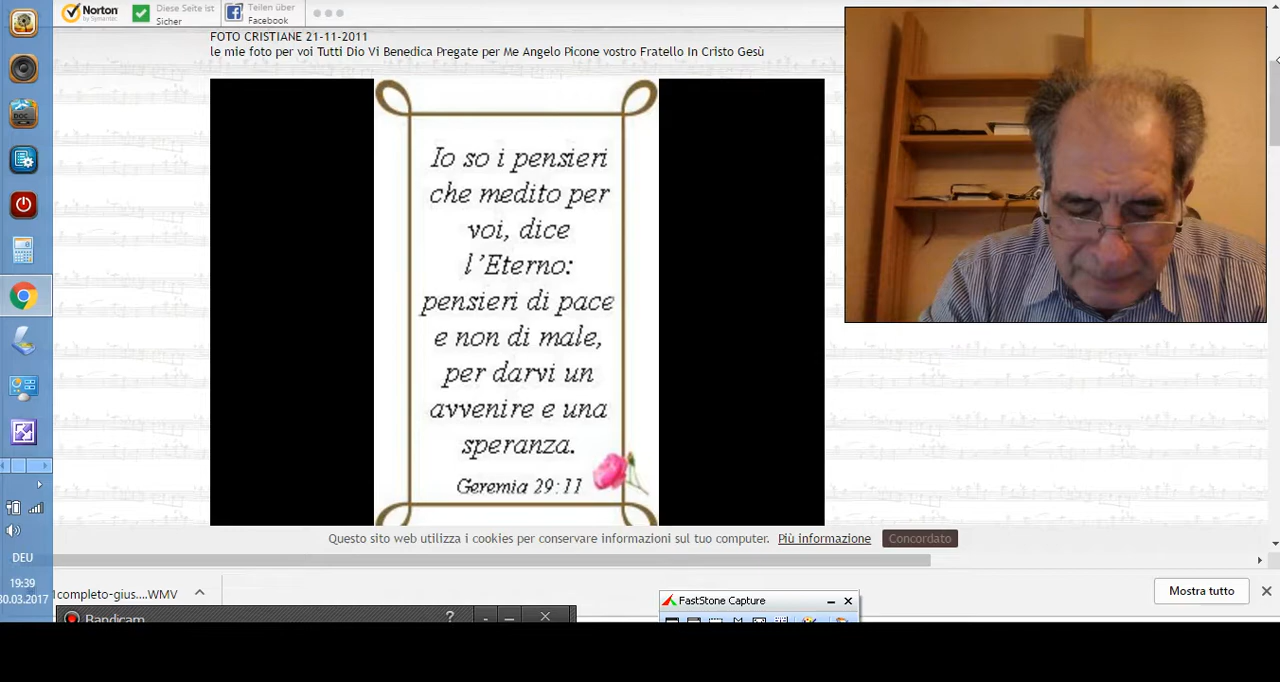 Norton
by Symantec
Diese Seite ist
Sicher
Teilen über
Facebook
FOTO CRISTIANE 21-11-2011
le mie foto per voi Tutti Dio Vi Benedica Pregate per Me Angelo Picone vostro Fratello In Cristo Gesù
Io so i pensieri
che medito per
voi, dice
l'Eterno:
pensieri di pace
e non di male,
per darvi un
avvenire e una
speranza.
Geremia 29:11
Questo sito web utilizza i cookies per conservare informazioni sul tuo computer. Più informazione Concordato
DOC
DEU
19:39
30.03.2017
completo-gius....WMV
Mostra tutto
Bandicam
FastStone Capture